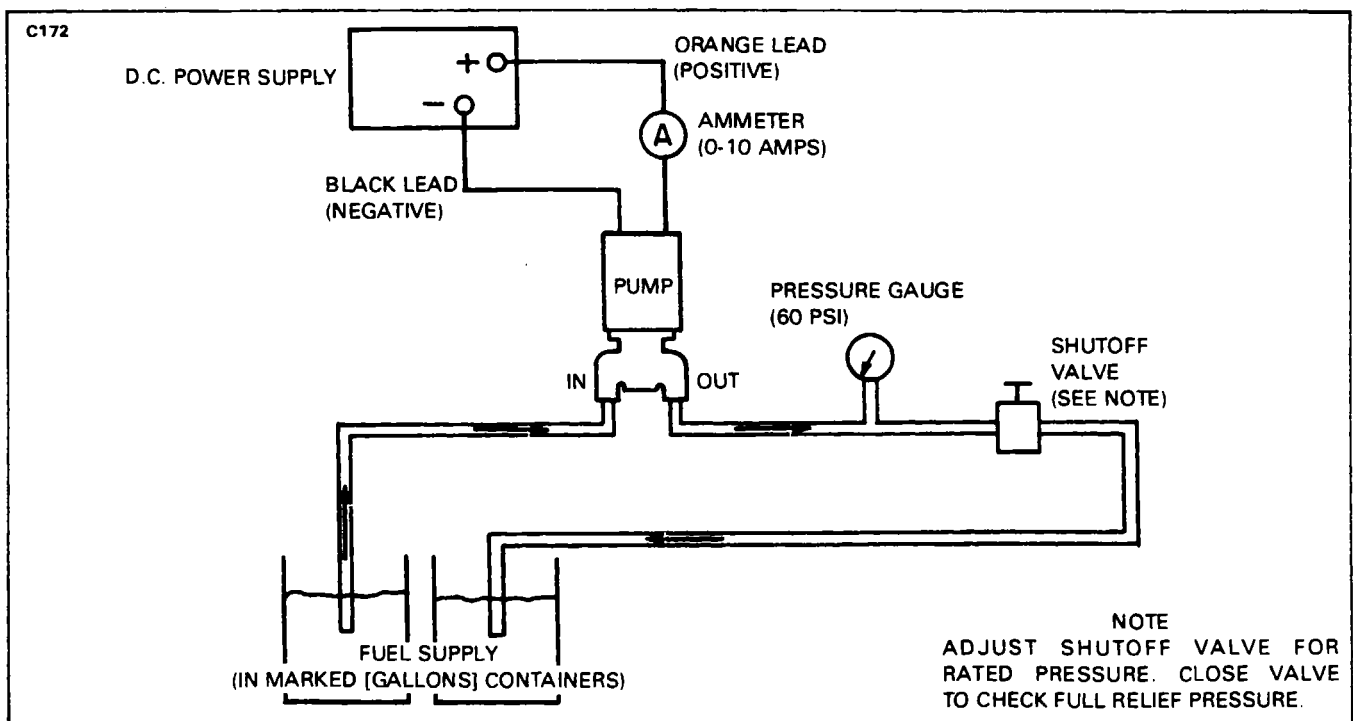 C172
D.C. POWER SUPPLY
+
−
ORANGE LEAD
(POSITIVE)
A
AMMETER
(0-10 AMPS)
BLACK LEAD
(NEGATIVE)
PUMP
PRESSURE GAUGE
(60 PSI)
IN
OUT
SHUTOFF
VALVE
(SEE NOTE)
FUEL SUPPLY
(IN MARKED [GALLONS] CONTAINERS)
NOTE
ADJUST SHUTOFF VALVE FOR
RATED PRESSURE. CLOSE VALVE
TO CHECK FULL RELIEF PRESSURE.